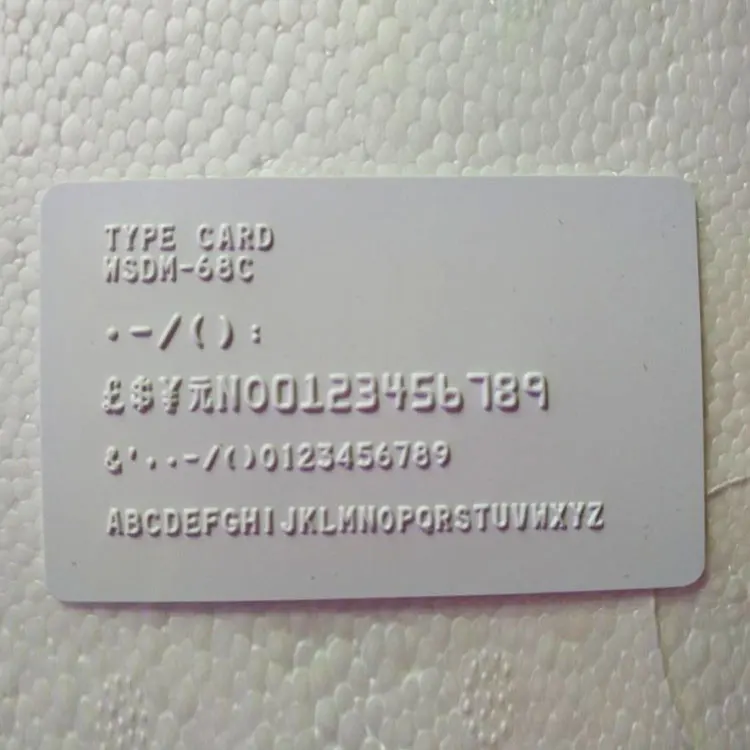 TYPE CARD
WSDM-68C
·-/():
£$¥元NO0123456789
&'..-/()0123456789
ABCDEFGHIJKLMNOPQRSTUVWXYZ